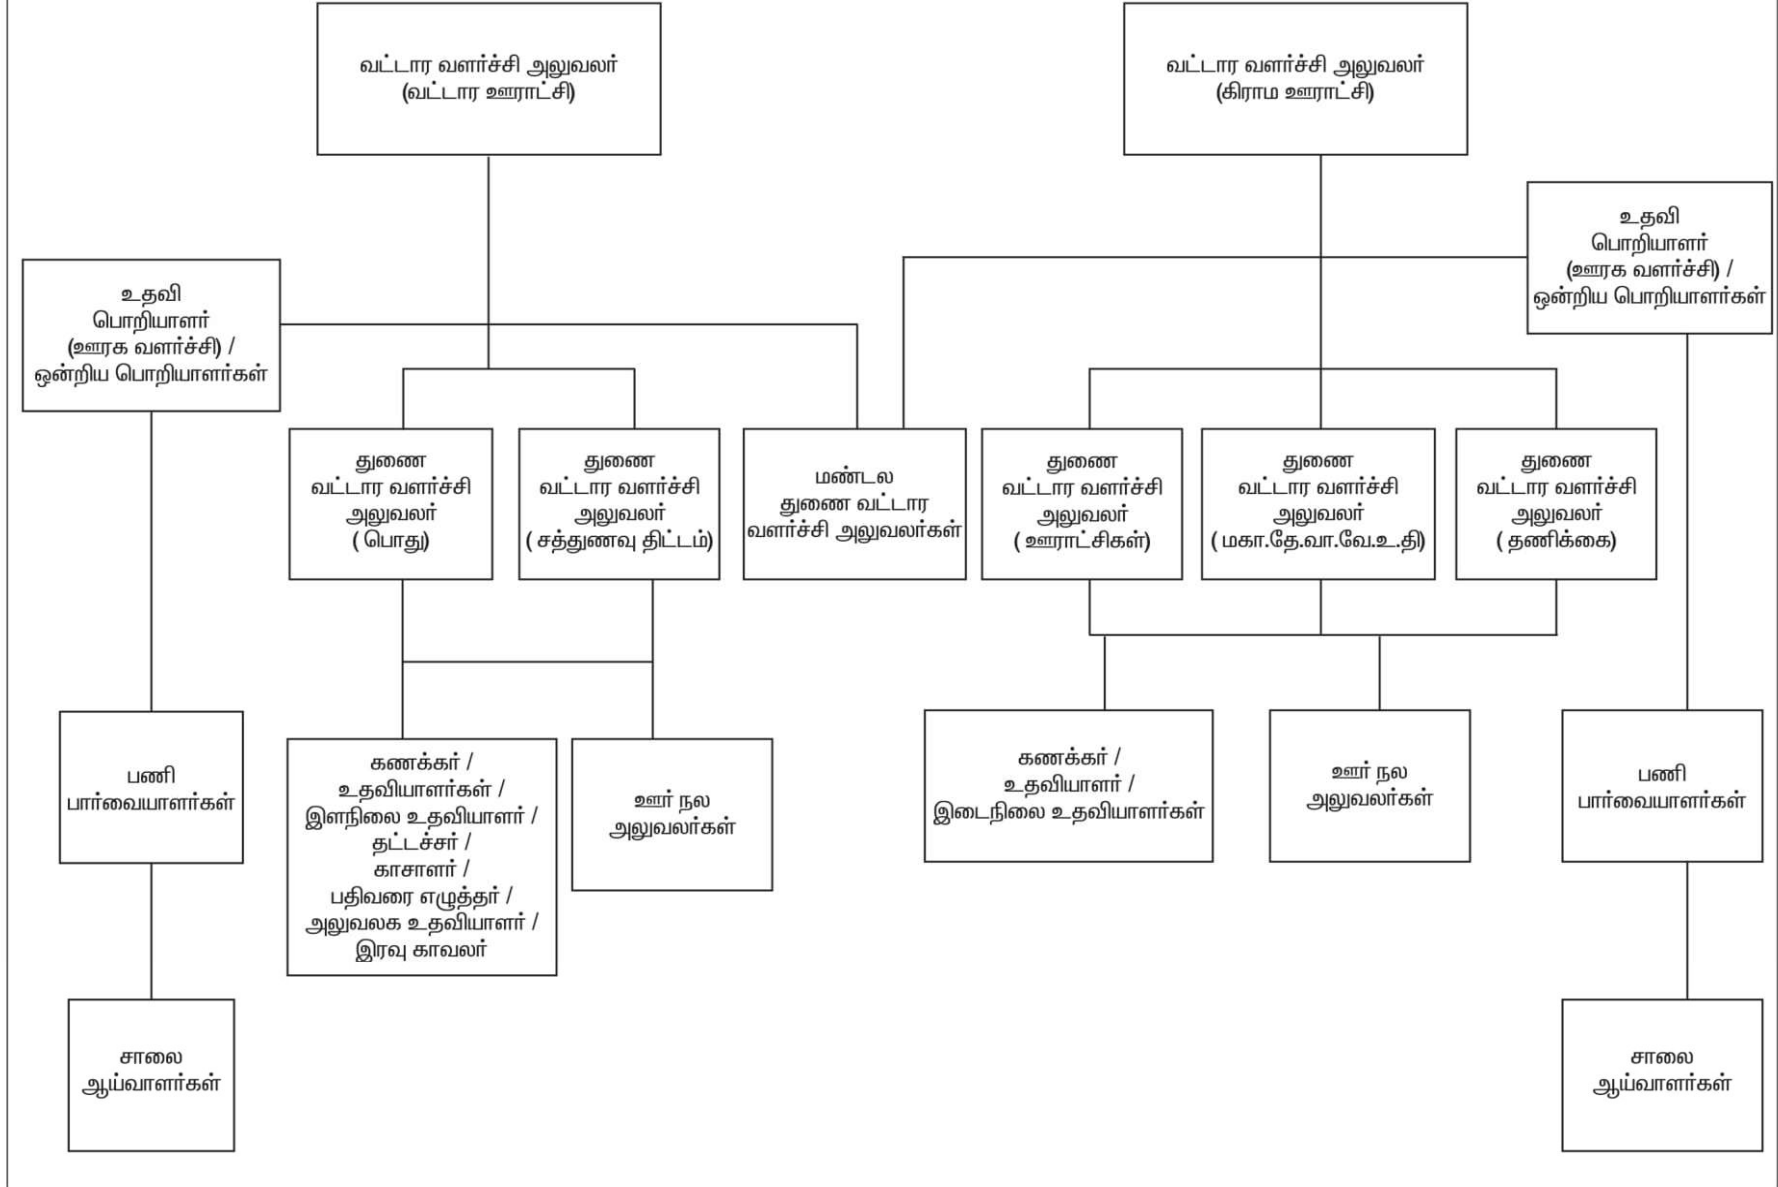 வட்டார வளர்ச்சி அலுவலர்
(வட்டார ஊராட்சி)
வட்டார வளர்ச்சி அலுவலர்
(கிராம ஊராட்சி)
உதவி
பொறியாளர்
(ஊரக வளர்ச்சி) /
ஒன்றிய பொறியாளர்கள்
உதவி
பொறியாளர்
(ஊரக வளர்ச்சி) /
ஒன்றிய பொறியாளர்கள்
துணை
வட்டார வளர்ச்சி
அலுவலர்
( பொது)
துணை
வட்டார வளர்ச்சி
அலுவலர்
( சத்துணவு திட்டம்)
மண்டல
துணை வட்டார
வளர்ச்சி அலுவலர்கள்
துணை
வட்டார வளர்ச்சி
அலுவலர்
( ஊராட்சிகள்)
துணை
வட்டார வளர்ச்சி
அலுவலர்
( மகா.தே.வா.வே.உ.தி)
துணை
வட்டார வளர்ச்சி
அலுவலர்
( தணிக்கை)
பணி
பார்வையாளர்கள்
கணக்கர் /
உதவியாளர்கள் /
இளநிலை உதவியாளர் /
தட்டச்சர் /
காசாளர் /
பதிவரை எழுத்தர் /
அலுவலக உதவியாளர் /
இரவு காவலர்
ஊர் நல
அலுவலர்கள்
கணக்கர் /
உதவியாளர் /
இடைநிலை உதவியாளர்கள்
ஊர் நல
அலுவலர்கள்
பணி
பார்வையாளர்கள்
சாலை
ஆய்வாளர்கள்
சாலை
ஆய்வாளர்கள்